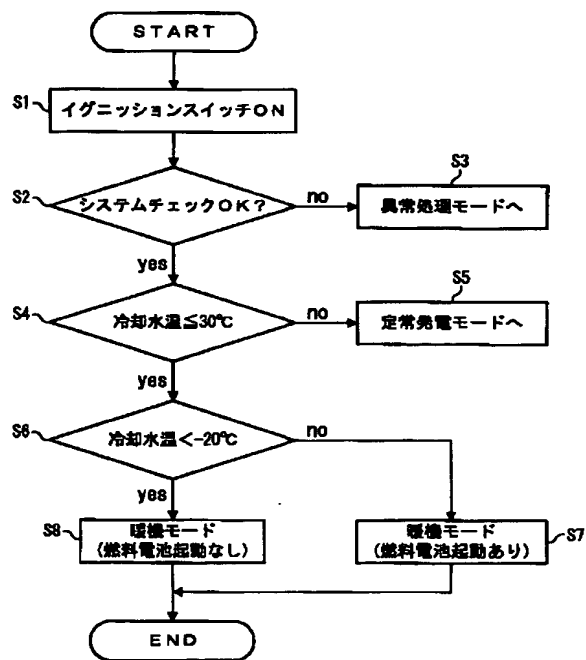 START
S1
イグニッションスイッチON
S2
システムチェックOK?
no
S3
異常処理モードへ
yes
S4
冷却水温≦30℃
no
S5
定常発電モードへ
yes
S6
冷却水温<-20℃
no
yes
S8
暖機モード
(燃料電池起動なし)
暖機モード
(燃料電池起動あり)
S7
END